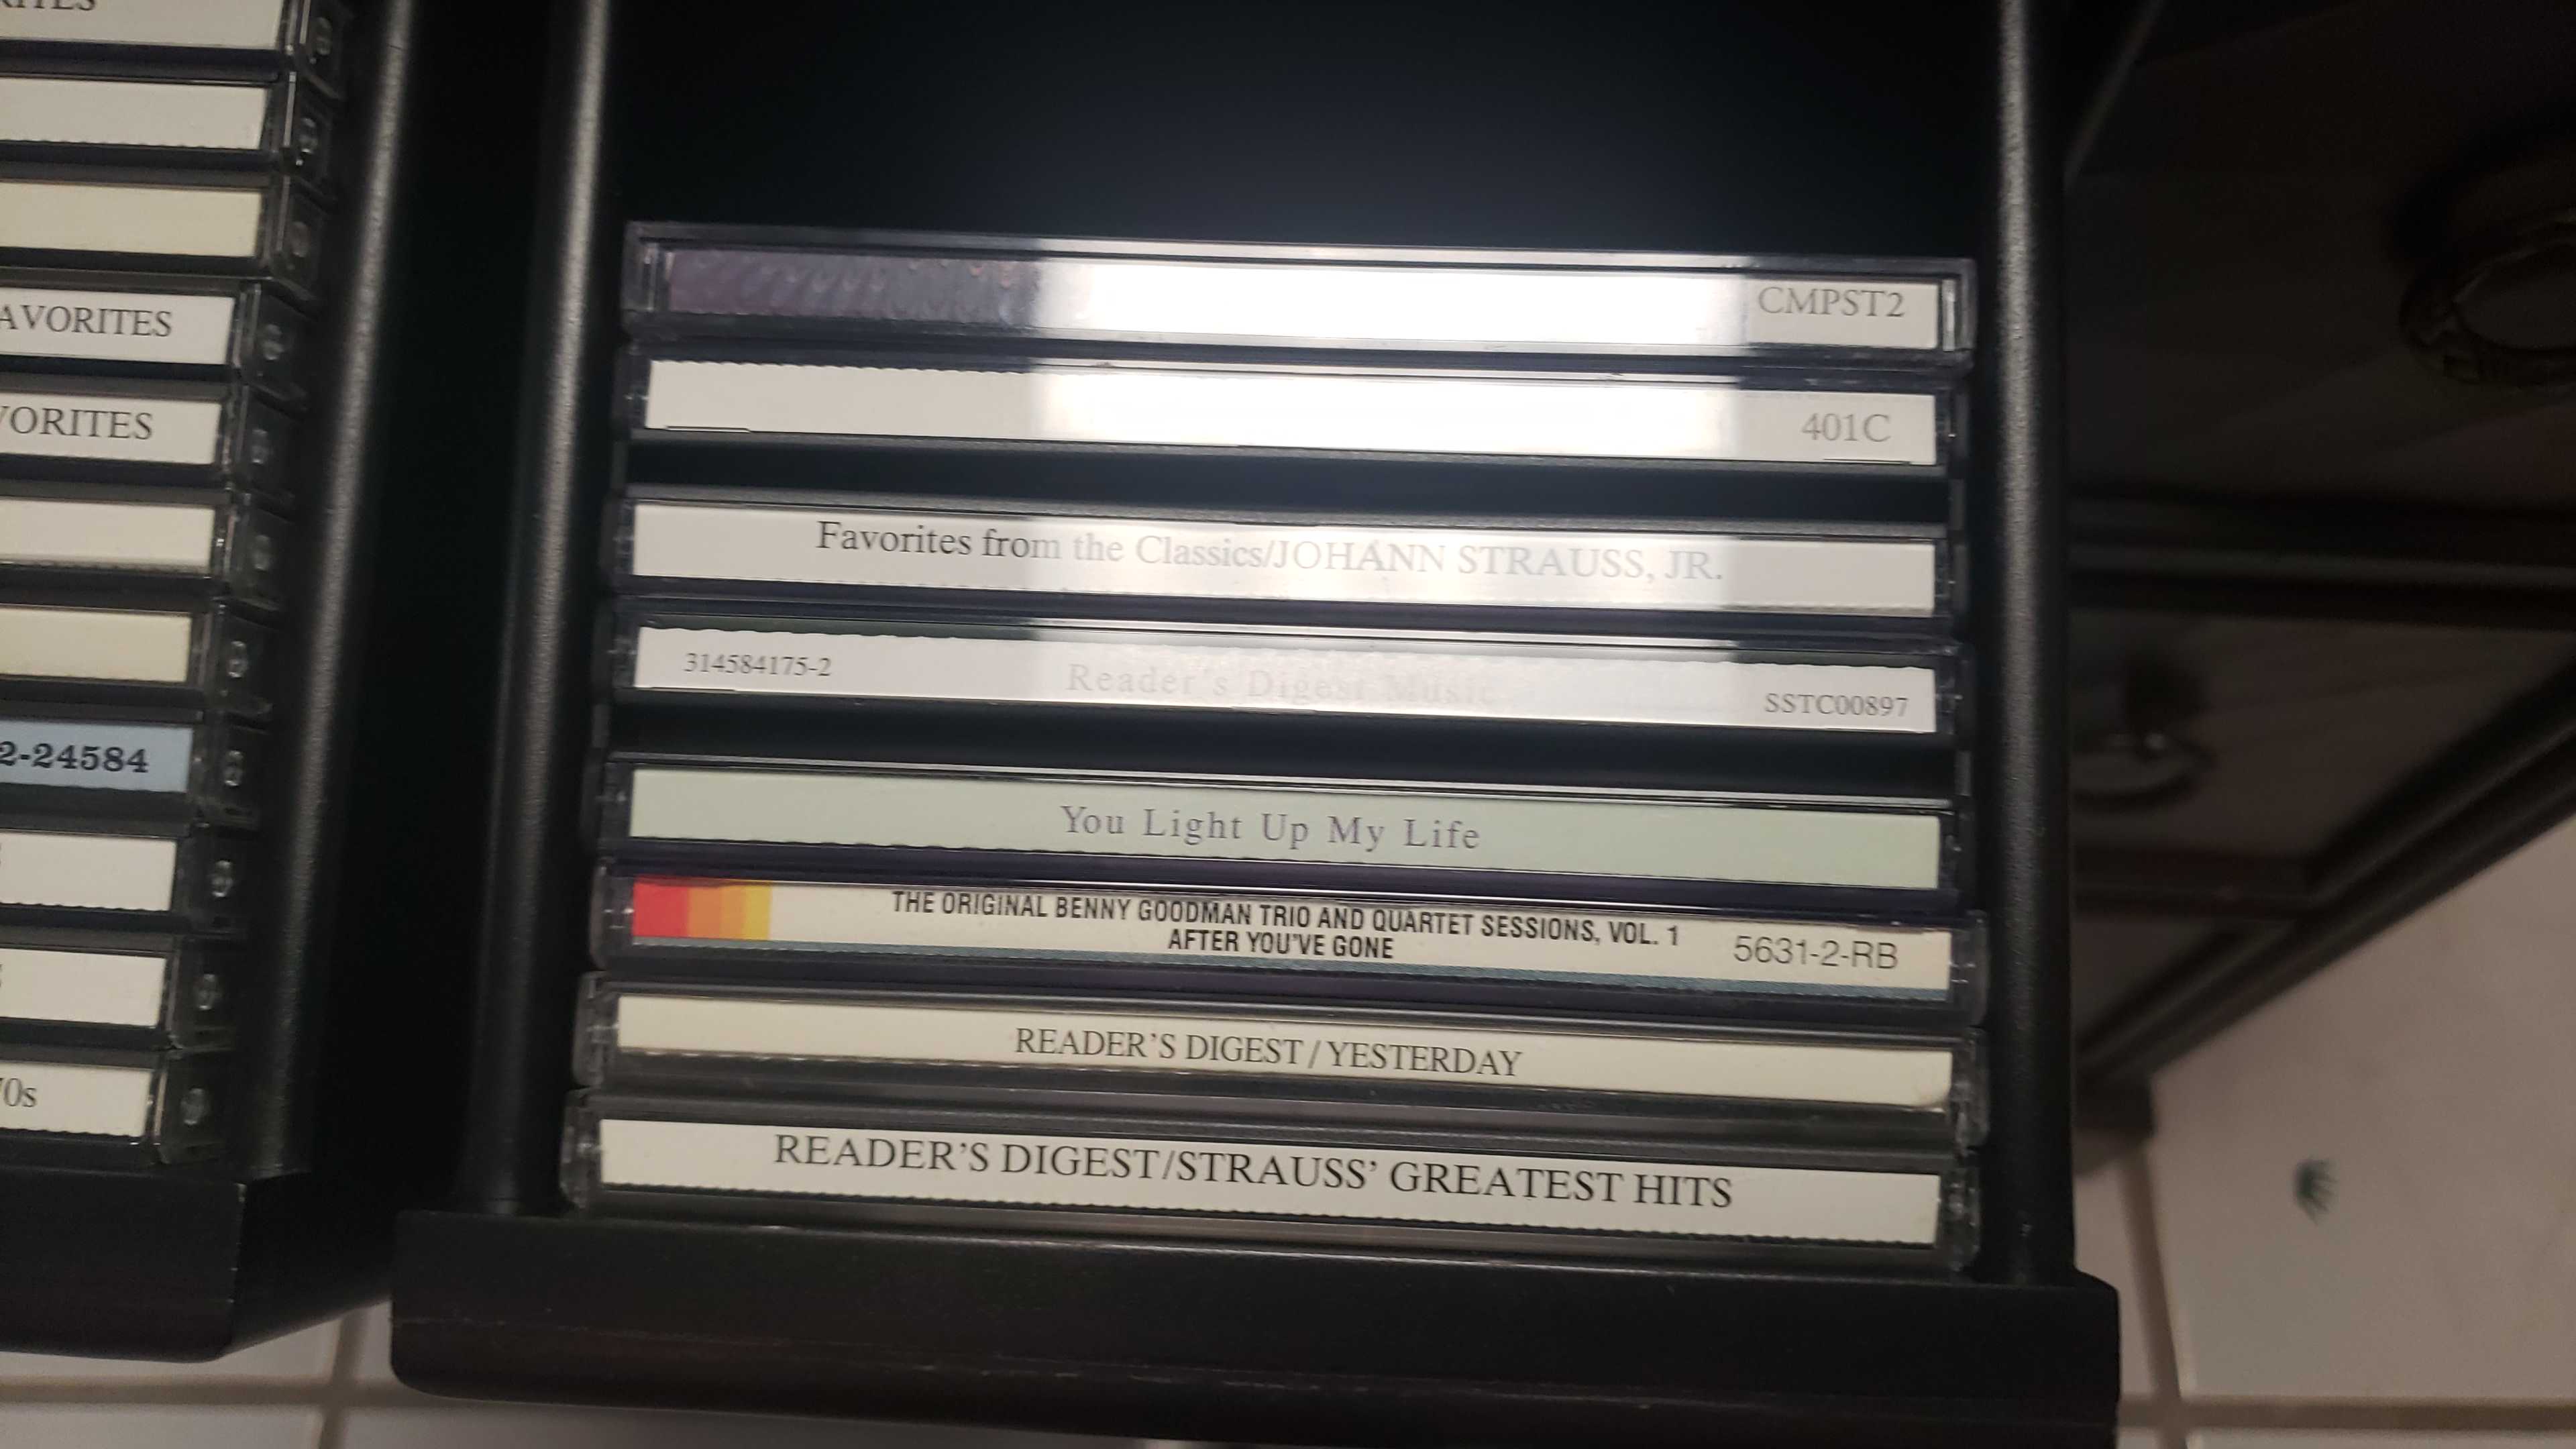 AVORITES
VORITES
2-24584
0s
CMPST2
401C
Favorites from the Classics/JOHANN STRAUSS, JR.
314584175-2 Reader's Digest Music SSTC00897
You Light Up My Life
THE ORIGINAL BENNY GOODMAN TRIO AND QUARTET SESSIONS, VOL. 1
AFTER YOU'VE GONE
5631-2-RB
READER'S DIGEST / YESTERDAY
READER'S DIGEST/STRAUSS' GREATEST HITS